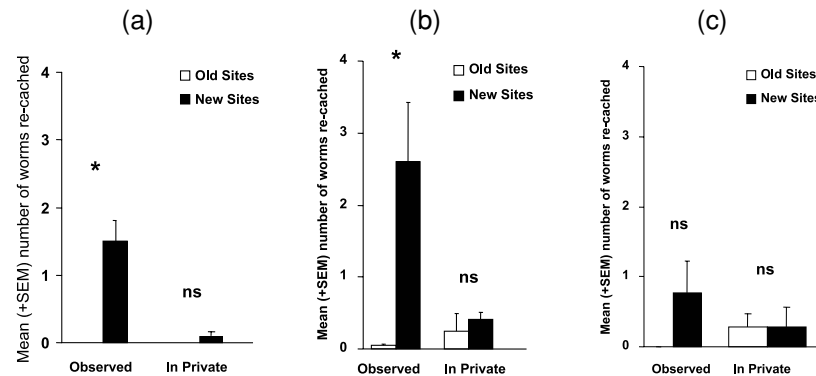 (a)
Old Sites
New Sites
4
3
2
1
0
*
ns
Mean (+SEM) number of worms re-cached
Observed In Private
(b)
Old Sites
New Sites
4
3
2
1
0
*
ns
Mean (+SEM) number of worms re-cached
Observed In Private
(c)
Old Sites
New Sites
4
3
2
1
0
ns
ns
Mean (+SEM) number of worms re-cached
Observed In Private